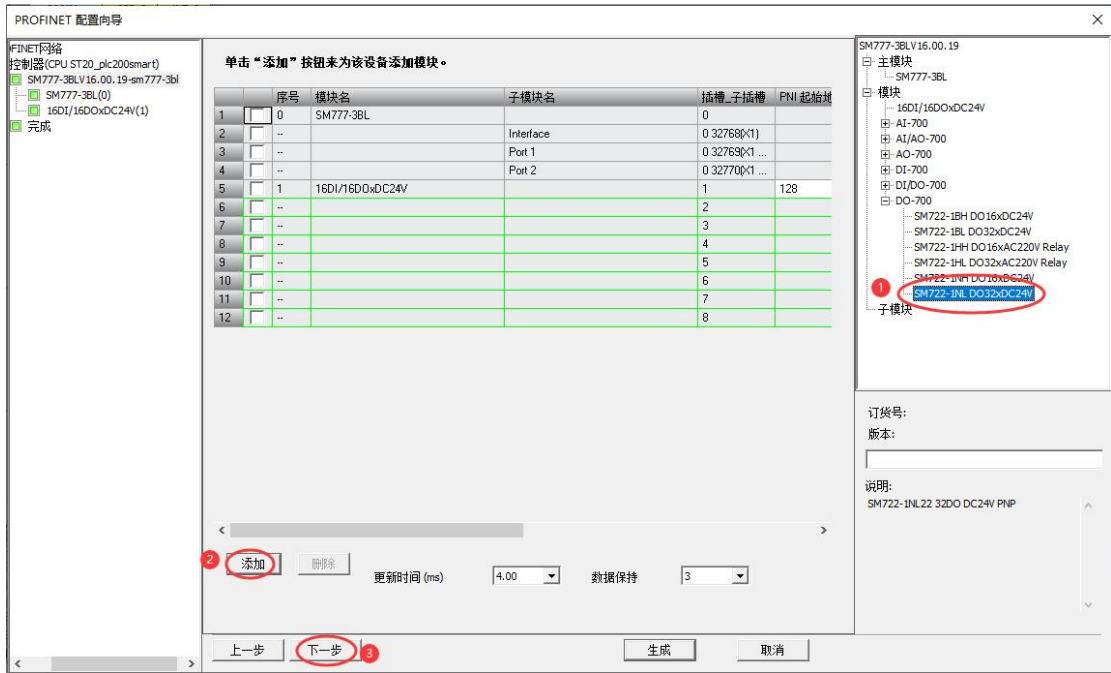 PROFINET 配置向导
FINET网络
控制器(CPU ST20_plc200smart)
SM777-3BLV16.00.19-sm777-3bl
SM777-3BL(0)
16DI/16DOxDC24V(1)
完成
单击“添加”按钮来为该设备添加模块。
序号 模块名 子模块名 插槽_子插槽 PNI 起始地
1 0 SM777-3BL 0
2 -- Interface 0 32768(X1)
3 -- Port 1 0 32769(X1 ...
4 -- Port 2 0 32770(X1 ...
5 1 16DI/16DOxDC24V 1 128
6 -- 2
7 -- 3
8 -- 4
9 -- 5
10 -- 6
11 -- 7
12 -- 8
2 添加 删除 更新时间 (ms) 4.00 数据保持 3
上一步 下一步 3 生成 取消
SM777-3BLV16.00.19
主模块
SM777-3BL
模块
16DI/16DOxDC24V
AI-700
AI/AO-700
AO-700
DI-700
DI/DO-700
DO-700
SM722-1BH DO16xDC24V
SM722-1BL DO32xDC24V
SM722-1HH DO16xAC220V Relay
SM722-1HL DO32xAC220V Relay
SM722-1NH DO16xDC24V
1 SM722-1NL DO32xDC24V
子模块
订货号:
版本:
说明:
SM722-1NL22 32DO DC24V PNP